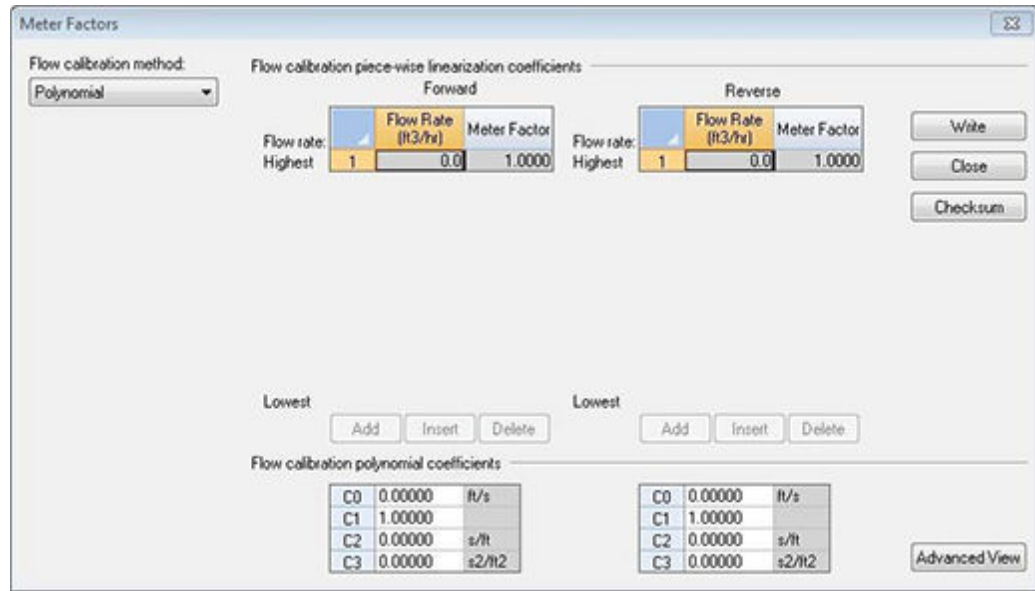 Meter Factors
Flow calibration method:
Polynomial
Flow calibration piece-wise linearization coefficients
Forward
Flow rate:
Highest
Flow Rate (ft3/hr) Meter Factor
1 0.0 1.0000
Reverse
Flow rate:
Highest
Flow Rate (ft3/hr) Meter Factor
1 0.0 1.0000
Write
Close
Checksum
Lowest
Add Insert Delete
Lowest
Add Insert Delete
Flow calibration polynomial coefficients
C0 0.00000 ft/s
C1 1.00000
C2 0.00000 s/ft
C3 0.00000 s2/ft2
C0 0.00000 ft/s
C1 1.00000
C2 0.00000 s/ft
C3 0.00000 s2/ft2
Advanced View